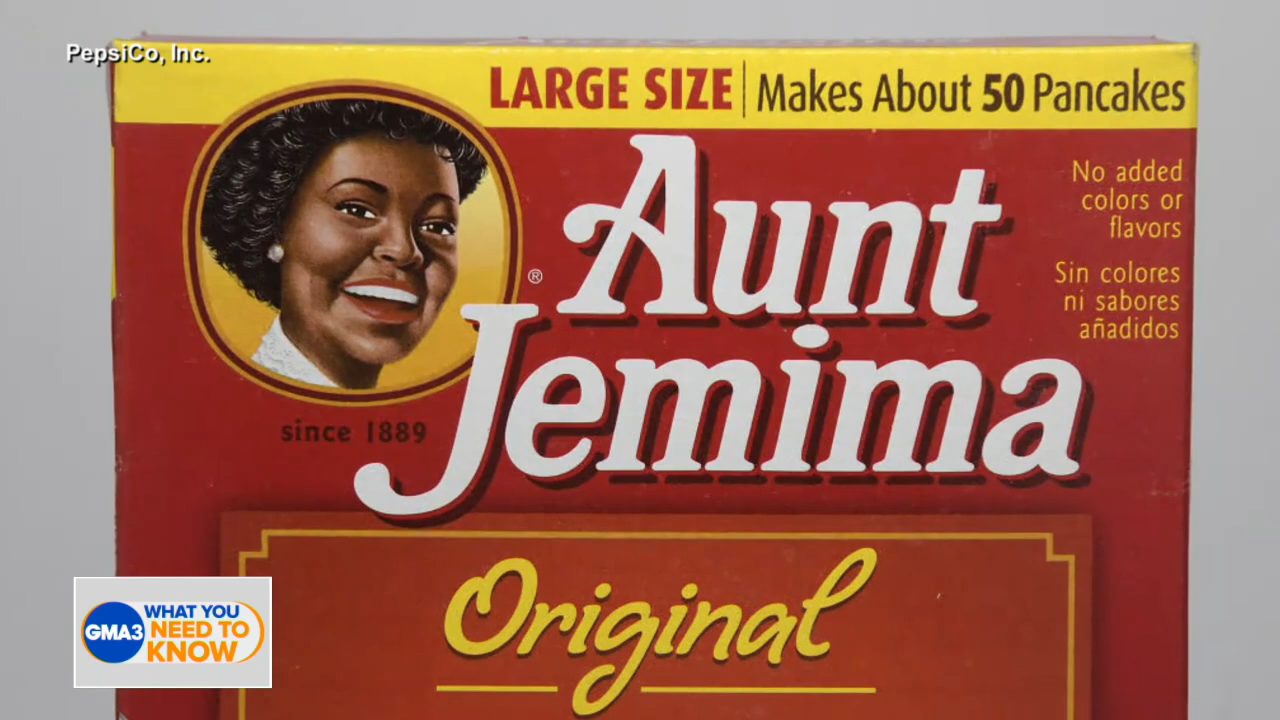 PepsiCo, Inc.
LARGE SIZE | Makes About 50 Pancakes
Aunt
Jemima
®
since 1889
No added
colors or
flavors
Sin colores
ni sabores
añadidos
Original
GMA3
WHAT YOU
NEED TO
KNOW